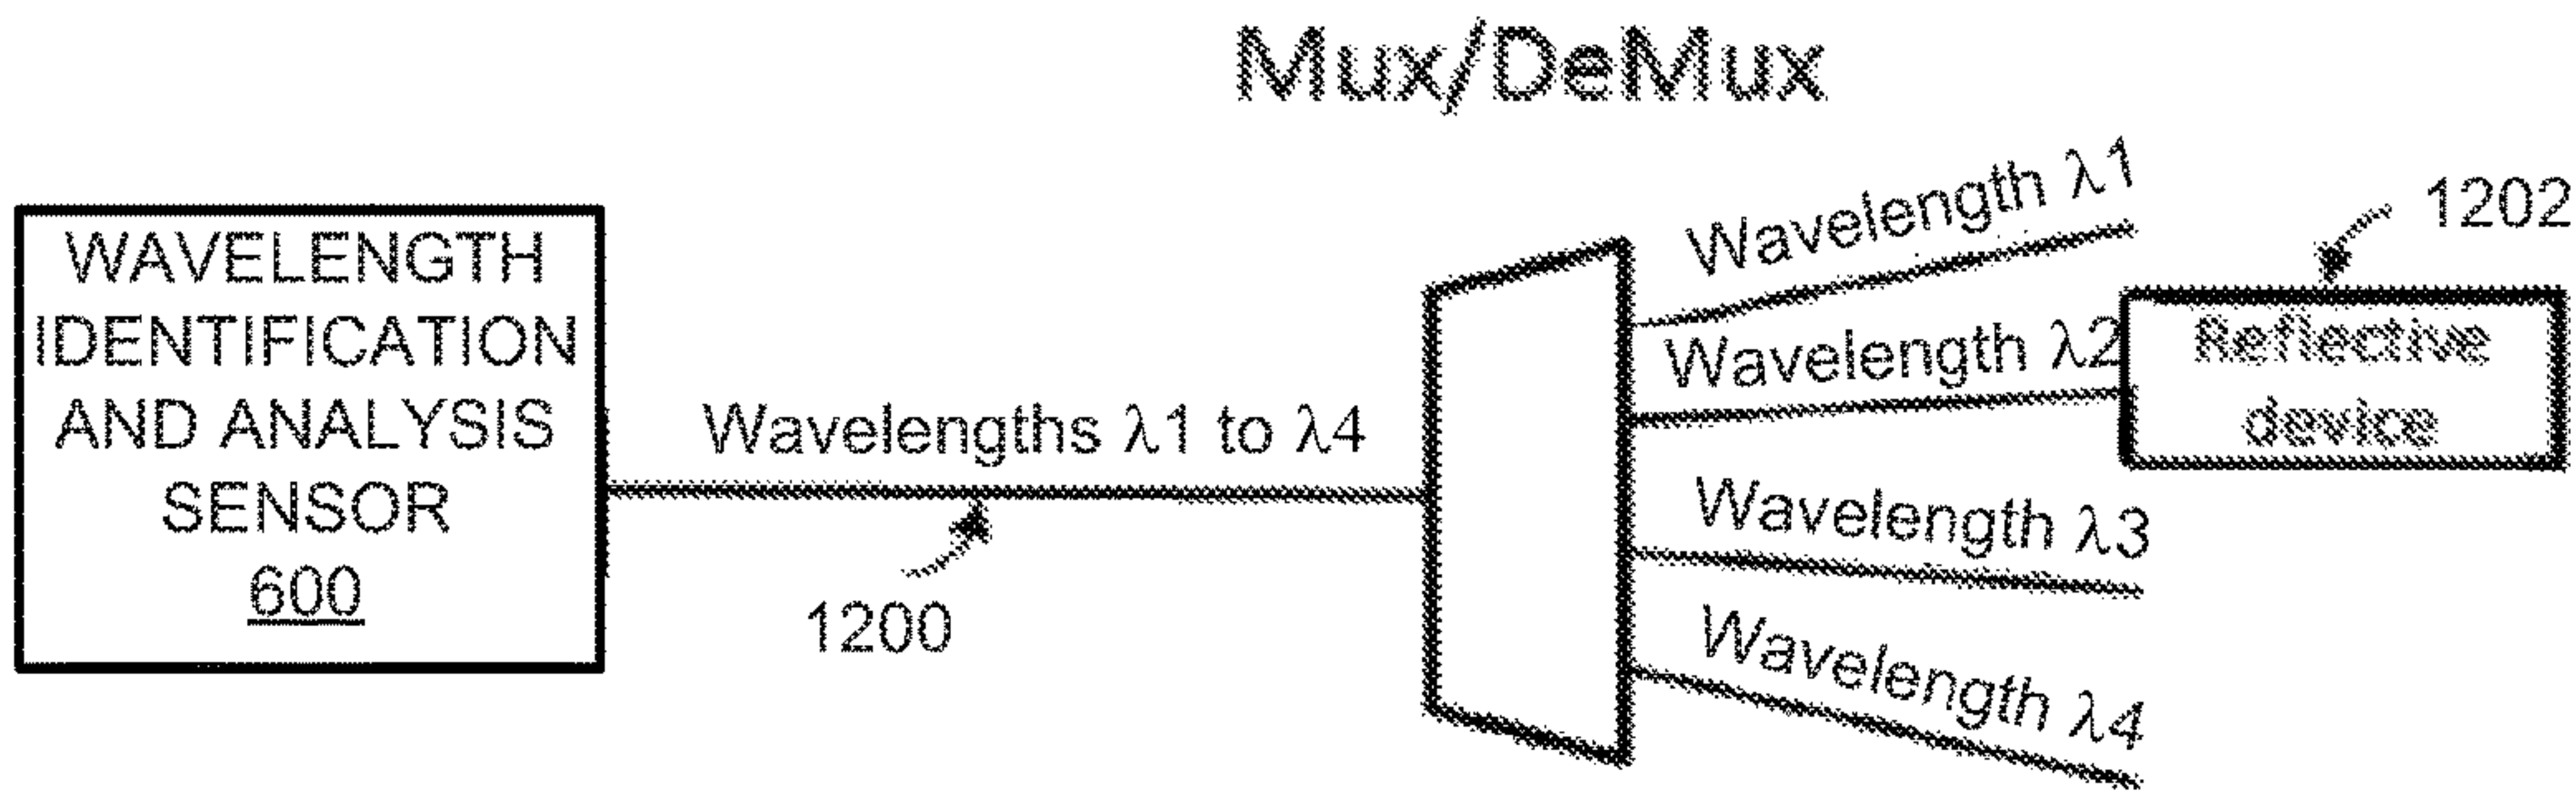 Mux/DeMux
WAVELENGTH
IDENTIFICATION
AND ANALYSIS
SENSOR
600
Wavelengths λ1 to λ4
1200
Wavelength λ1
Wavelength λ2
Wavelength λ3
Wavelength λ4
1202
Reflective
device